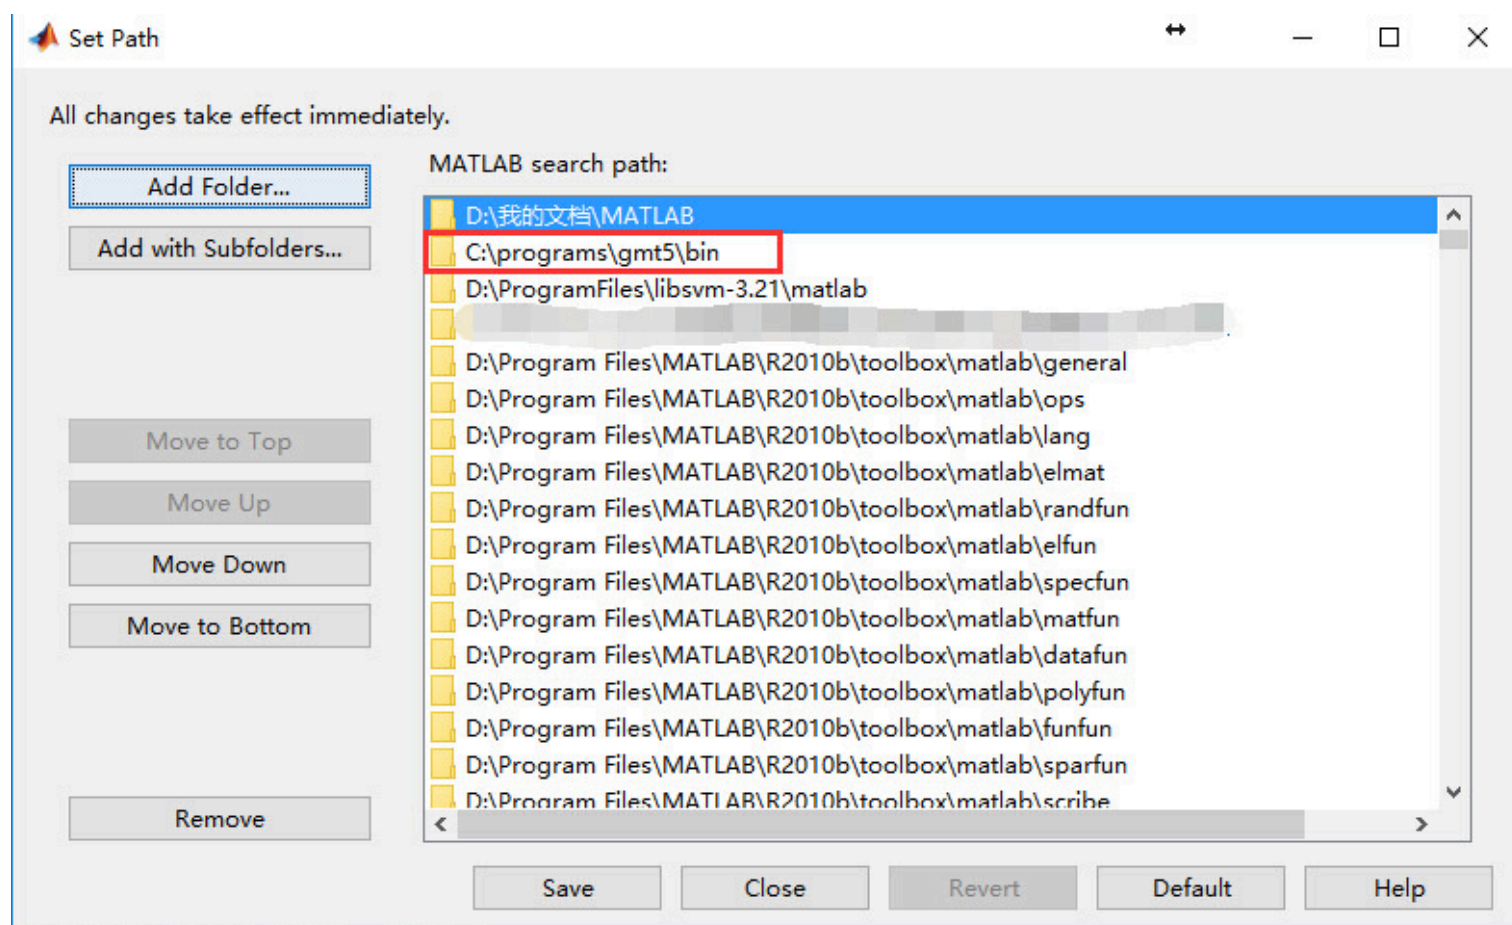 Set Path
All changes take effect immediately.
Add Folder...
Add with Subfolders...
Move to Top
Move Up
Move Down
Move to Bottom
Remove
MATLAB search path:
D:\我的文档\MATLAB
C:\programs\gmt5\bin
D:\ProgramFiles\libsvm-3.21\matlab
D:\Program Files\MATLAB\R2010b\toolbox\matlab\general
D:\Program Files\MATLAB\R2010b\toolbox\matlab\ops
D:\Program Files\MATLAB\R2010b\toolbox\matlab\lang
D:\Program Files\MATLAB\R2010b\toolbox\matlab\elmat
D:\Program Files\MATLAB\R2010b\toolbox\matlab\randfun
D:\Program Files\MATLAB\R2010b\toolbox\matlab\elfun
D:\Program Files\MATLAB\R2010b\toolbox\matlab\specfun
D:\Program Files\MATLAB\R2010b\toolbox\matlab\matfun
D:\Program Files\MATLAB\R2010b\toolbox\matlab\datafun
D:\Program Files\MATLAB\R2010b\toolbox\matlab\polyfun
D:\Program Files\MATLAB\R2010b\toolbox\matlab\funfun
D:\Program Files\MATLAB\R2010b\toolbox\matlab\sparfun
D:\Program Files\MATLAB\R2010b\toolbox\matlab\scribe
Save
Close
Revert
Default
Help